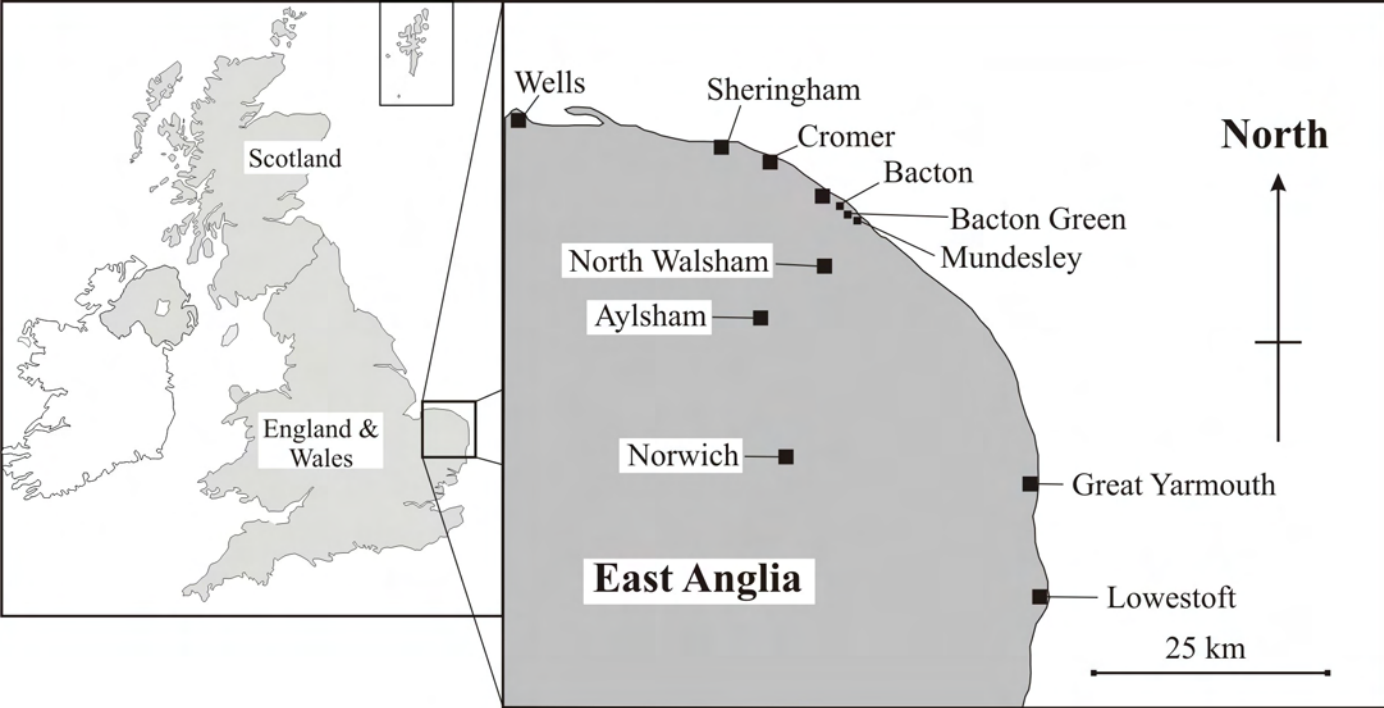 Scotland
England &
Wales
Wells
Sheringham
Cromer
Bacton
Bacton Green
Mundesley
North Walsham
Aylsham
Norwich
Great Yarmouth
East Anglia
Lowestoft
North
25 km